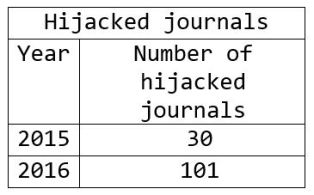 Hijacked journals
Year Number of
hijacked
journals
2015 30
2016 101